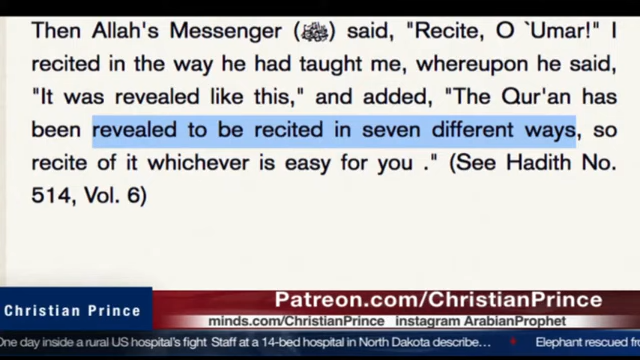 Then Allah's Messenger (ﷺ) said, "Recite, O `Umar!" I
recited in the way he had taught me, whereupon he said,
"It was revealed like this," and added, "The Qur'an has
been revealed to be recited in seven different ways, so
recite of it whichever is easy for you ." (See Hadith No.
514, Vol. 6)
Christian Prince
Patreon.com/ChristianPrince
minds.com/ChristianPrince instagram ArabianProphet
One day inside a rural US hospital's fight Staff at a 14-bed hospital in North Dakota describe... Elephant rescued fr